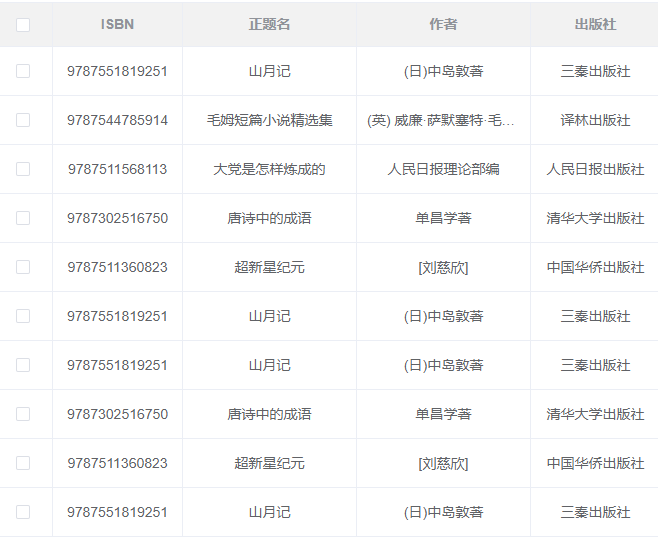 ISBN 正题名 作者 出版社
9787551819251 山月记 (日)中岛敦著 三秦出版社
9787544785914 毛姆短篇小说精选集 (英) 威廉·萨默塞特·毛... 译林出版社
9787511568113 大党是怎样炼成的 人民日报理论部编 人民日报出版社
9787302516750 唐诗中的成语 单昌学著 清华大学出版社
9787511360823 超新星纪元 [刘慈欣] 中国华侨出版社
9787551819251 山月记 (日)中岛敦著 三秦出版社
9787551819251 山月记 (日)中岛敦著 三秦出版社
9787302516750 唐诗中的成语 单昌学著 清华大学出版社
9787511360823 超新星纪元 [刘慈欣] 中国华侨出版社
9787551819251 山月记 (日)中岛敦著 三秦出版社